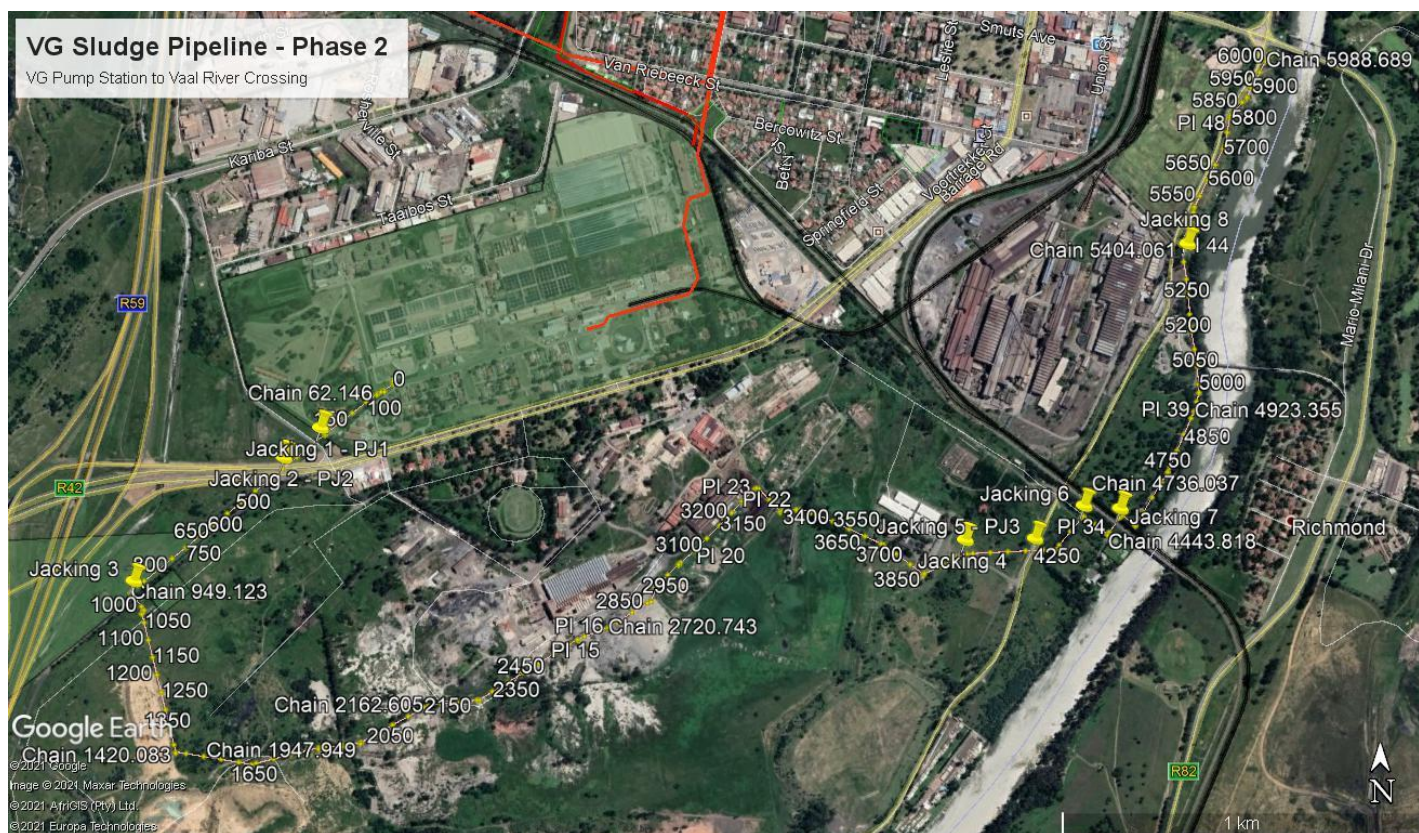 VG Sludge Pipeline - Phase 2
VG Pump Station to Vaal River Crossing
Smuts Ave
Leslie St
Union St
Van Riebeeck St
Bercowitz St
Betty St
Springfield St
Voortrekker
Barrage Rd
Kariba St
Taaibos St
R59
R42
6000
Chain 5988.689
5950
5900
5850
5800
PI 48
5700
5650
5600
5550
Jacking 8
Chain 5404.061
PI 44
5250
5200
5050
5000
PI 39
Chain 4923.355
4850
4750
Chain 4736.037
Mario Milani Dr
0
Chain 62.146
100
Jacking 1 - PJ1
Jacking 2 - PJ2
500
650
600
750
Jacking 3
Chain 949.123
1000
1050
1100
1150
1200
1250
1350
Chain 1420.083
Chain 1947.949
1650
2050
Chain 2162.605
2150
2350
2450
PI 15
PI 16
Chain 2720.743
2850
2950
PI 20
3100
3150
3200
PI 23
PI 22
3400
3550
3650
3700
3850
Jacking 5 - PJ3
Jacking 4
4250
PI 34
Jacking 6
Jacking 7
Chain 4443.818
Richmond
R82
Google Earth
©2021 Google
Image © 2021 Maxar Technologies
©2021 AfriGIS (Pty) Ltd.
©2021 Europa Technologies
N
1 km